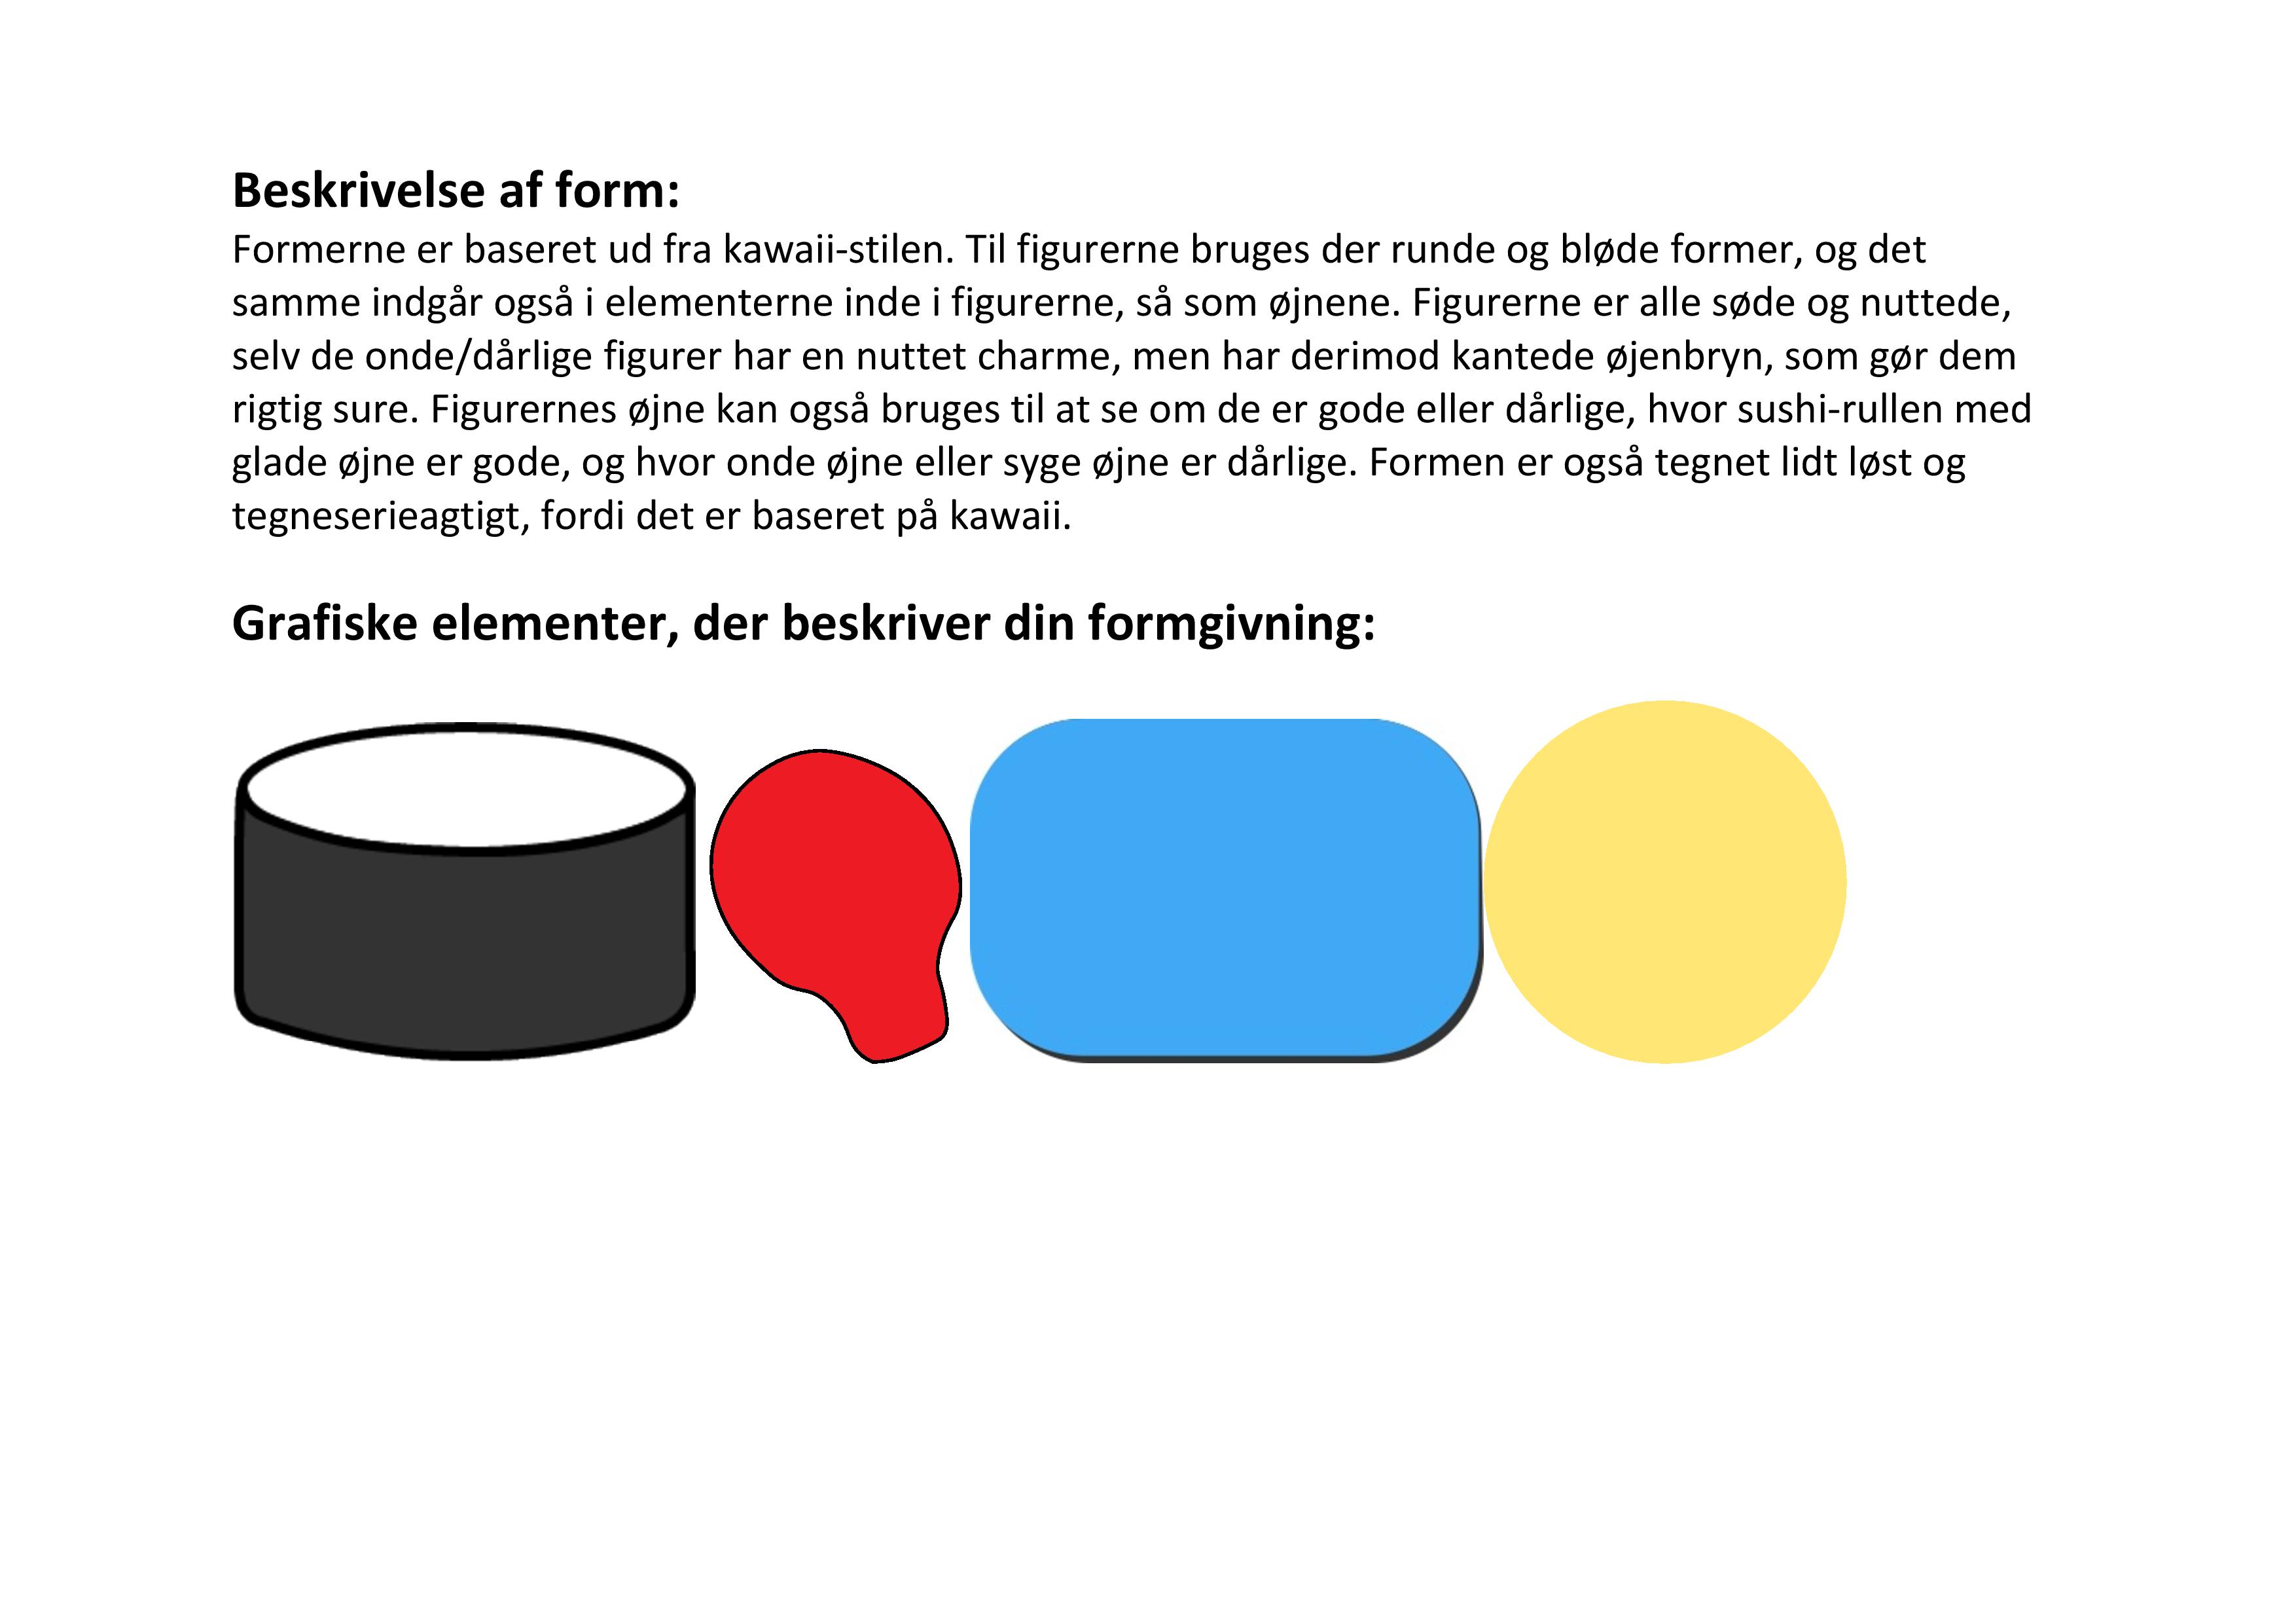 Beskrivelse af form:
Formerne er baseret ud fra kawaii-stilen. Til figurerne bruges der runde og bløde former, og det
samme indgår også i elementerne inde i figurerne, så som øjnene. Figurerne er alle søde og nuttede,
selv de onde/dårlige figurer har en nuttet charme, men har derimod kantede øjenbryn, som gør dem
rigtig sure. Figurernes øjne kan også bruges til at se om de er gode eller dårlige, hvor sushi-rullen med
glade øjne er gode, og hvor onde øjne eller syge øjne er dårlige. Formen er også tegnet lidt løst og
tegneserieagtigt, fordi det er baseret på kawaii.
Grafiske elementer, der beskriver din formgivning: